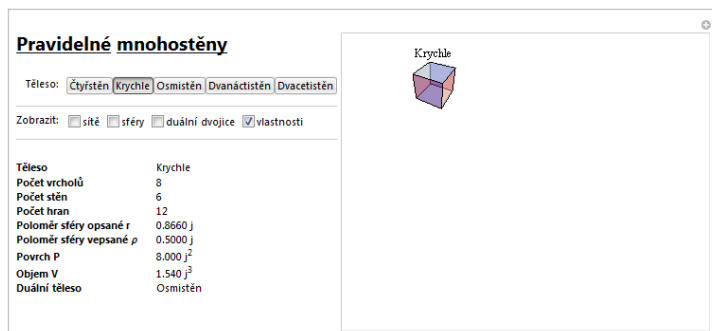 Pravidelné mnohostěny
Těleso: Čtyřstěn Krychle Osmistěn Dvanáctistěn Dvacetistěn
Zobrazit: sítě sféry duální dvojice vlastnosti
Těleso Krychle
Počet vrcholů 8
Počet stěn 6
Počet hran 12
Poloměr sféry opsané r 0.8660 j
Poloměr sféry vepsané ρ 0.5000 j
Povrch P 8.000 j²
Objem V 1.540 j³
Duální těleso Osmistěn
Krychle